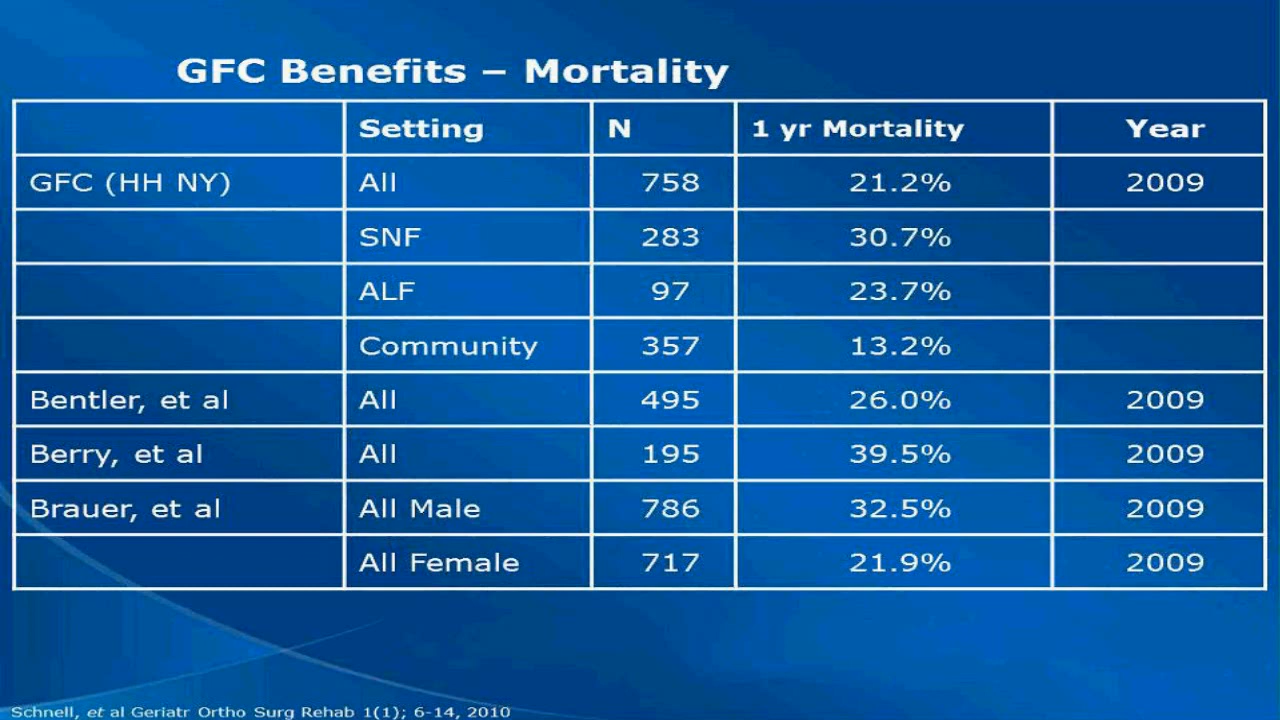 GFC Benefits – Mortality
Setting N 1 yr Mortality Year
GFC (HH NY) All 758 21.2% 2009
SNF 283 30.7%
ALF 97 23.7%
Community 357 13.2%
Bentler, et al All 495 26.0% 2009
Berry, et al All 195 39.5% 2009
Brauer, et al All Male 786 32.5% 2009
All Female 717 21.9% 2009
Schnell, et al Geriatr Ortho Surg Rehab 1(1); 6-14, 2010